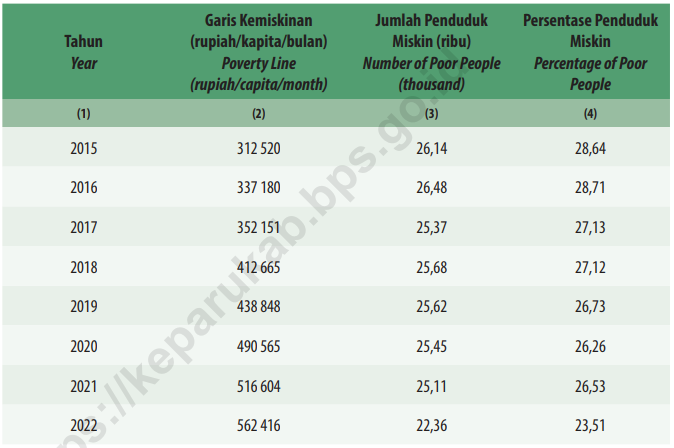 Tahun
Year
Garis Kemiskinan
(rupiah/kapita/bulan)
Poverty Line
(rupiah/capita/month)
Jumlah Penduduk
Miskin (ribu)
Number of Poor People
(thousand)
Persentase Penduduk
Miskin
Percentage of Poor
People
(1) (2) (3) (4)
2015 312 520 26,14 28,64
2016 337 180 26,48 28,71
2017 352 151 25,37 27,13
2018 412 665 25,68 27,12
2019 438 848 25,62 26,73
2020 490 565 25,45 26,26
2021 516 604 25,11 26,53
2022 562 416 22,36 23,51
ps://keparukab.bps.go.id